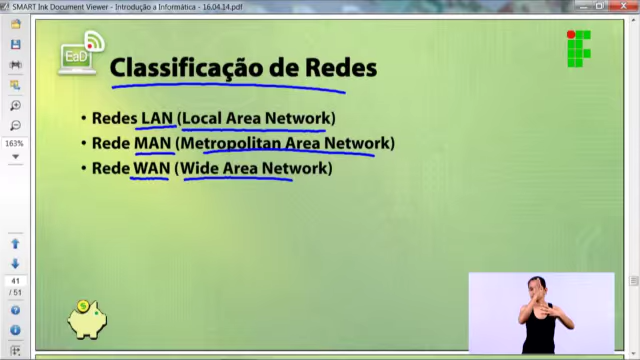 SMART Ink Document Viewer - Introdução a Informática - 16.04.14.pdf
EaD
Classificação de Redes
• Redes LAN (Local Area Network)
• Rede MAN (Metropolitan Area Network)
• Rede WAN (Wide Area Network)
163%
41
/ 51
$